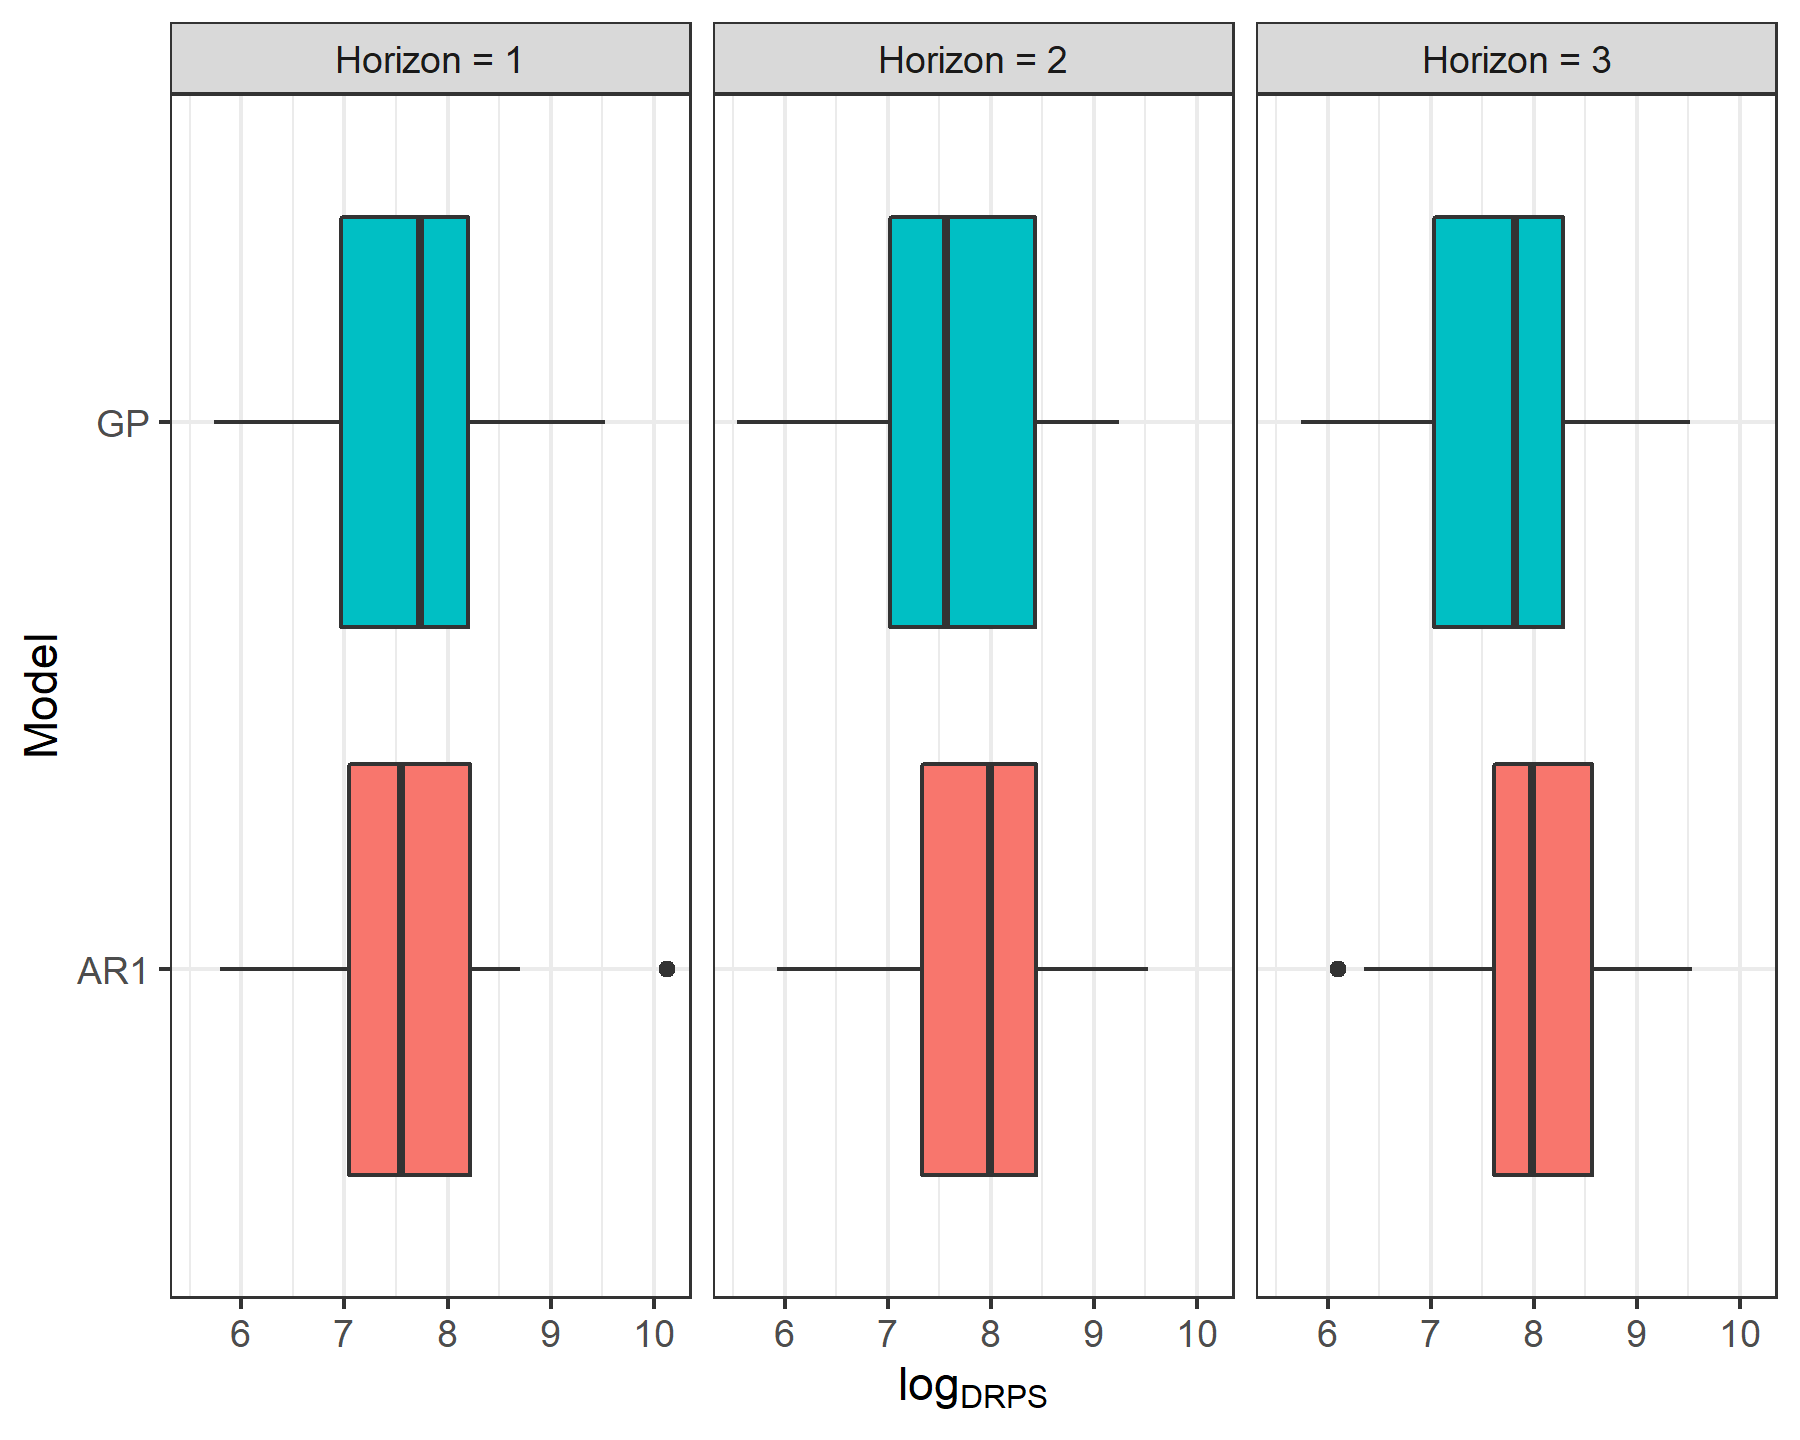 Horizon = 1
Horizon = 2
Horizon = 3
Model
GP
AR1
6 7 8 9 10
6 7 8 9 10
6 7 8 9 10
logDRPS